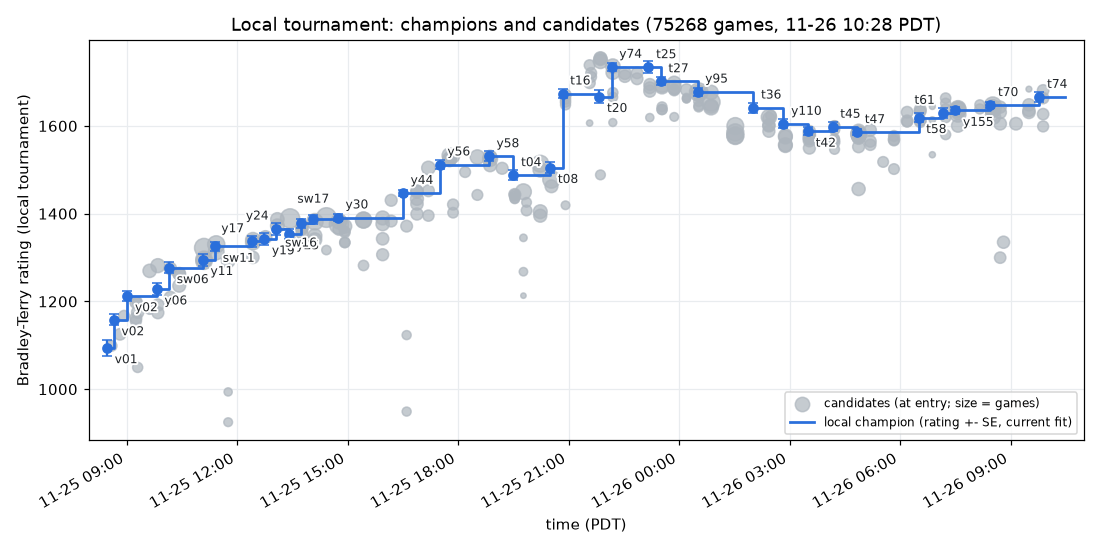 Local tournament: champions and candidates (75268 games, 11-26 10:28 PDT)
Bradley-Terry rating (local tournament)
1600
1400
1200
1000
v01
v02
y02
y06
sw06
y11
sw11
y17
y24
y19
sw16
sw17
y30
y44
y56
y58
t04
t08
t16
t20
y74
t25
t27
y95
t36
y110
t42
t45
t47
t61
t58
y155
t70
t74
candidates (at entry; size = games)
local champion (rating +- SE, current fit)
11-25 09:00
11-25 12:00
11-25 15:00
11-25 18:00
11-25 21:00
11-26 00:00
11-26 03:00
11-26 06:00
11-26 09:00
time (PDT)